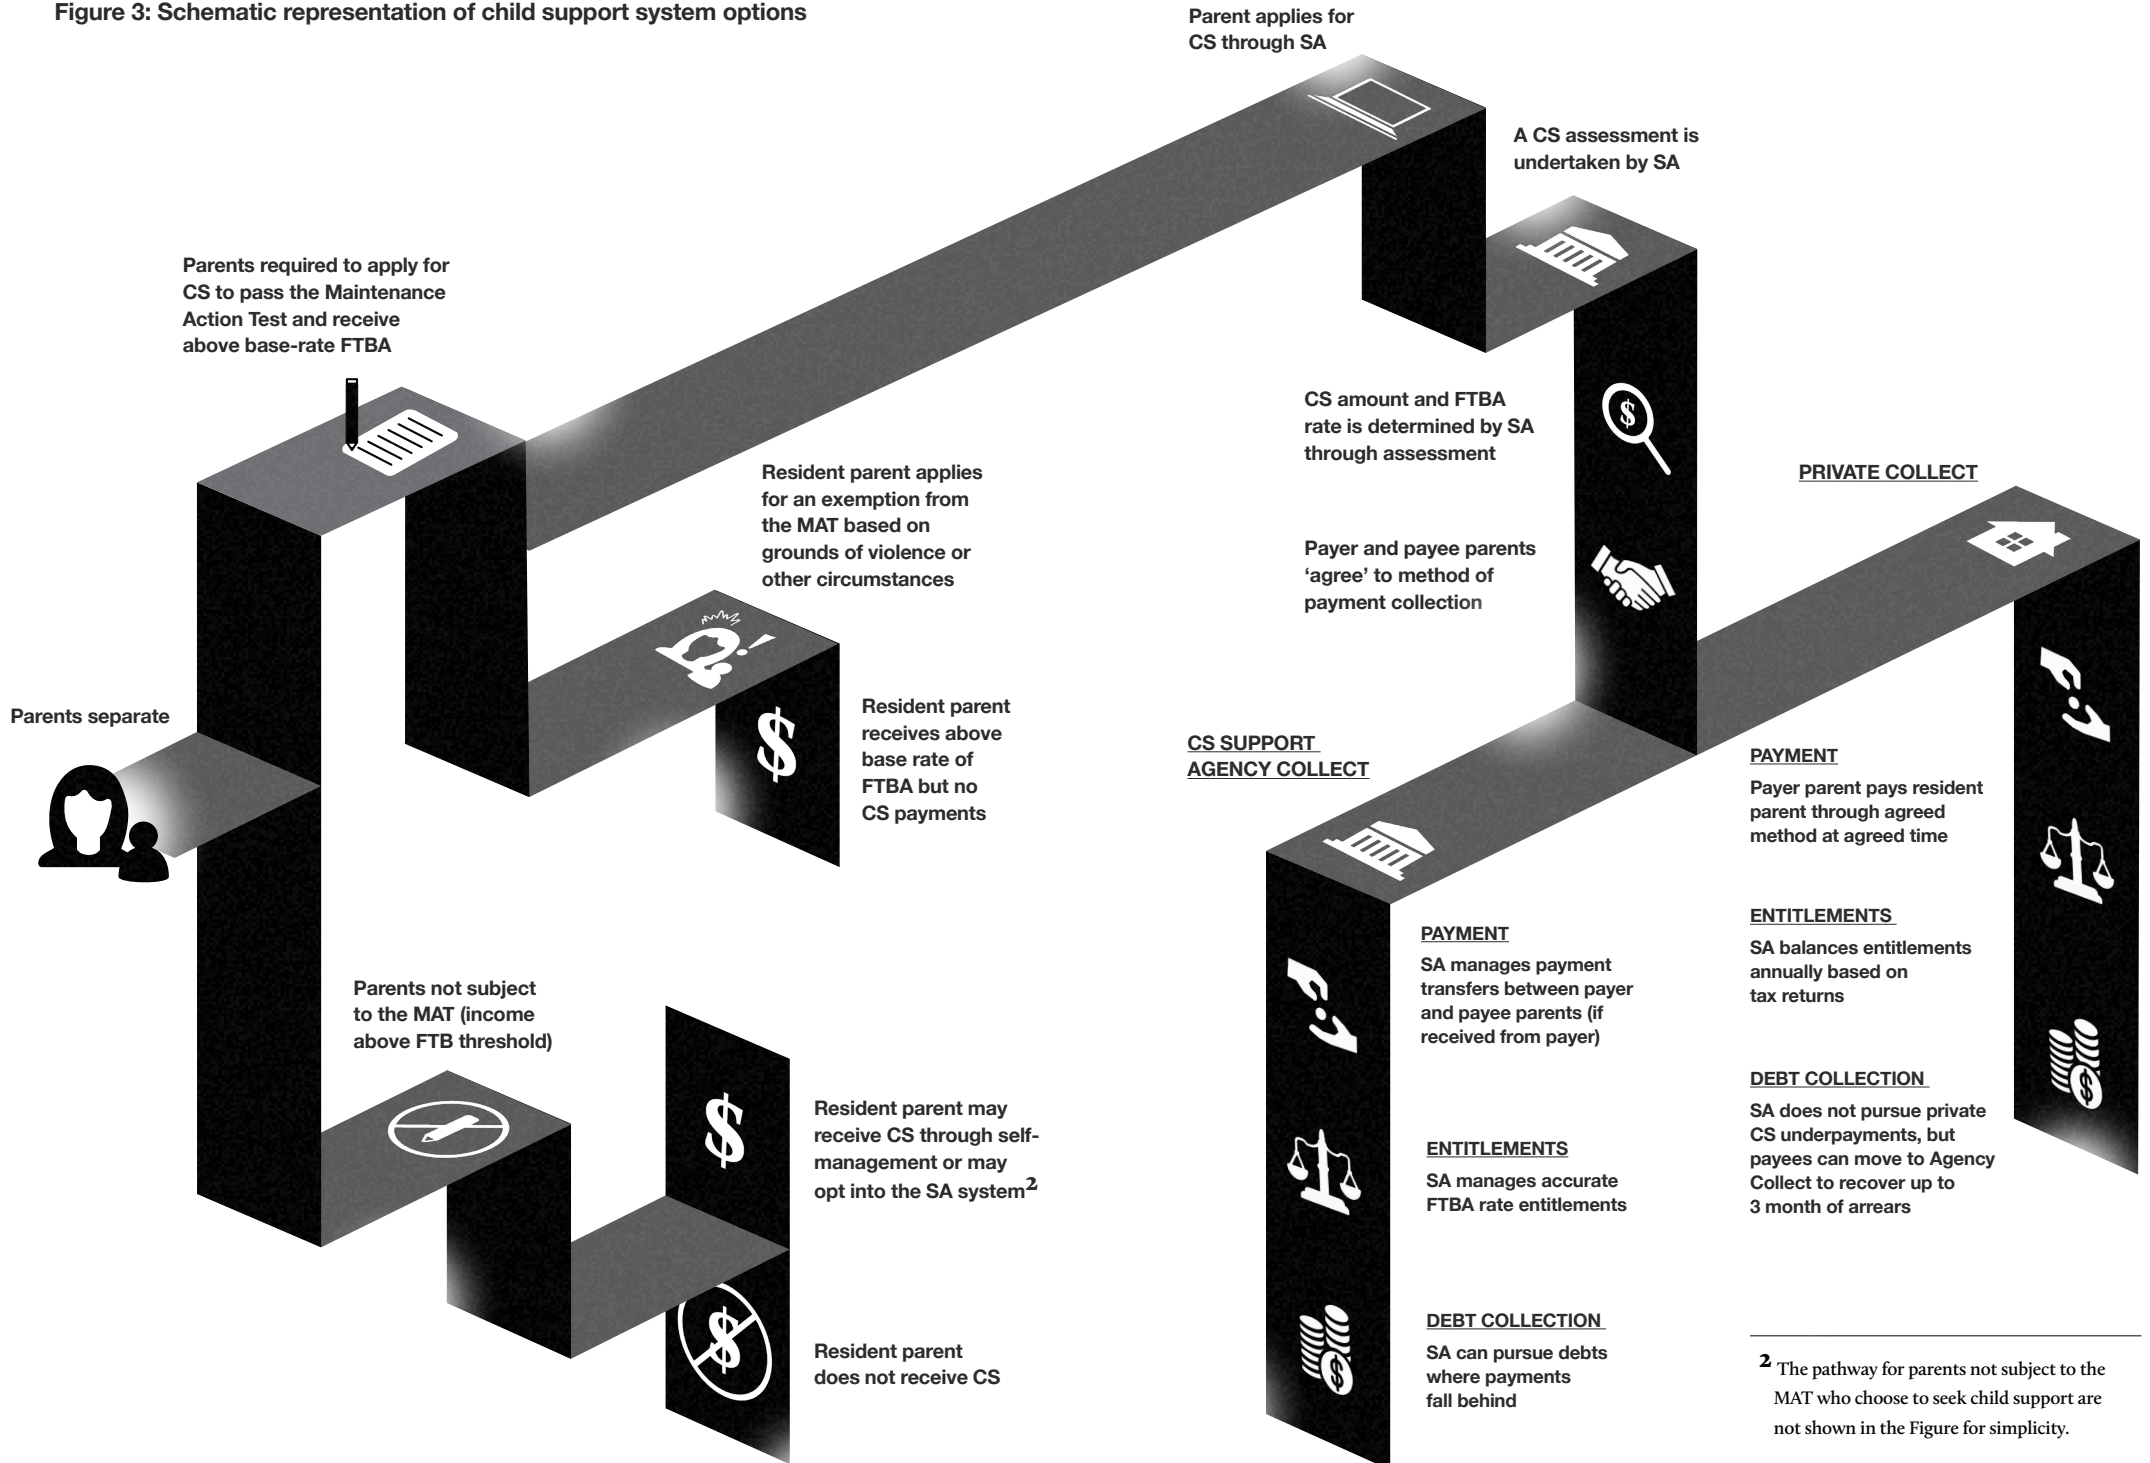 Figure 3: Schematic representation of child support system options
Parent applies for
CS through SA
A CS assessment is
undertaken by SA
Parents required to apply for
CS to pass the Maintenance
Action Test and receive
above base-rate FTBA
CS amount and FTBA
rate is determined by SA
through assessment
Resident parent applies
for an exemption from
the MAT based on
grounds of violence or
other circumstances
$
PRIVATE COLLECT
Payer and payee parents
‘agree’ to method of
payment collection
Parents separate
Resident parent
receives above
base rate of
FTBA but no
CS payments
$
CS SUPPORT
AGENCY COLLECT
PAYMENT
Payer parent pays resident
parent through agreed
method at agreed time
ENTITLEMENTS
SA balances entitlements
annually based on
tax returns
DEBT COLLECTION
SA does not pursue private
CS underpayments, but
payees can move to Agency
Collect to recover up to
3 month of arrears
$
PAYMENT
SA manages payment
transfers between payer
and payee parents (if
received from payer)
ENTITLEMENTS
SA manages accurate
FTBA rate entitlements
DEBT COLLECTION
SA can pursue debts
where payments
fall behind
$
Parents not subject
to the MAT (income
above FTB threshold)
$
Resident parent may
receive CS through self-
management or may
opt into the SA system2
$
Resident parent
does not receive CS
2 The pathway for parents not subject to the
MAT who choose to seek child support are
not shown in the Figure for simplicity.